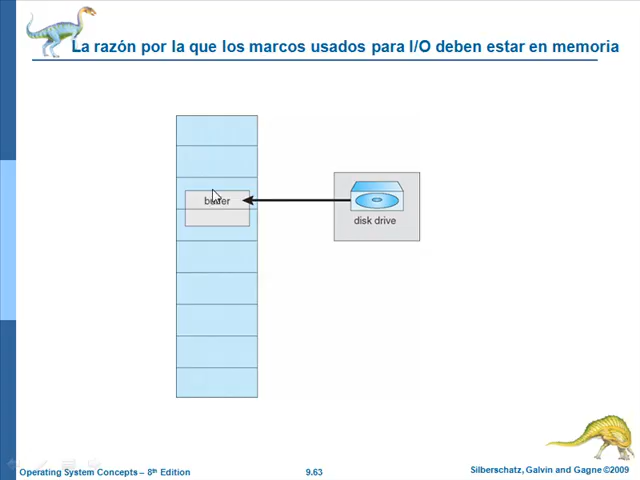 La razón por la que los marcos usados para I/O deben estar en memoria
buffer
disk drive
Operating System Concepts – 8th Edition
9.63
Silberschatz, Galvin and Gagne ©2009